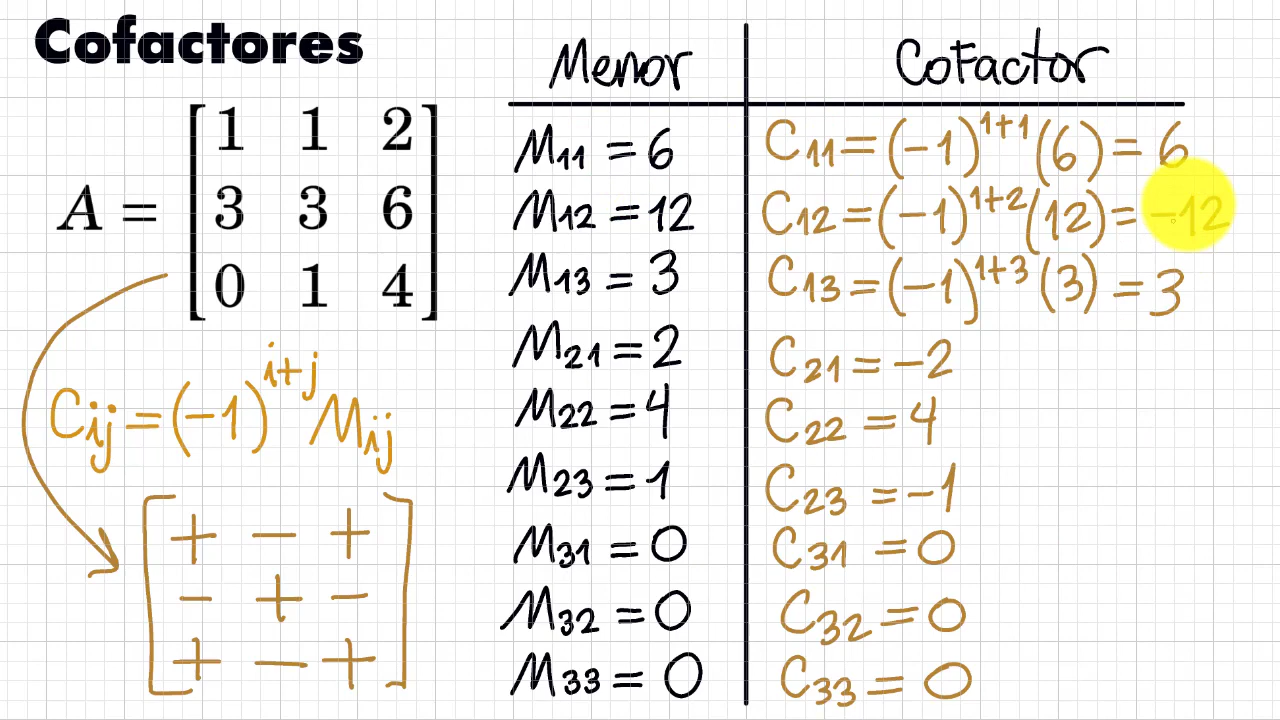 Cofactores
A = [1 1 2
3 3 6
0 1 4]
Cij = (-1)^i+j Mij
[+ − +
− + −
+ − +]
Menor
M11 = 6
M12 = 12
M13 = 3
M21 = 2
M22 = 4
M23 = 1
M31 = 0
M32 = 0
M33 = 0
CoFactor
C11 = (-1)^1+1 (6) = 6
C12 = (-1)^1+2 (12) = -12
C13 = (-1)^1+3 (3) = 3
C21 = -2
C22 = 4
C23 = -1
C31 = 0
C32 = 0
C33 = 0